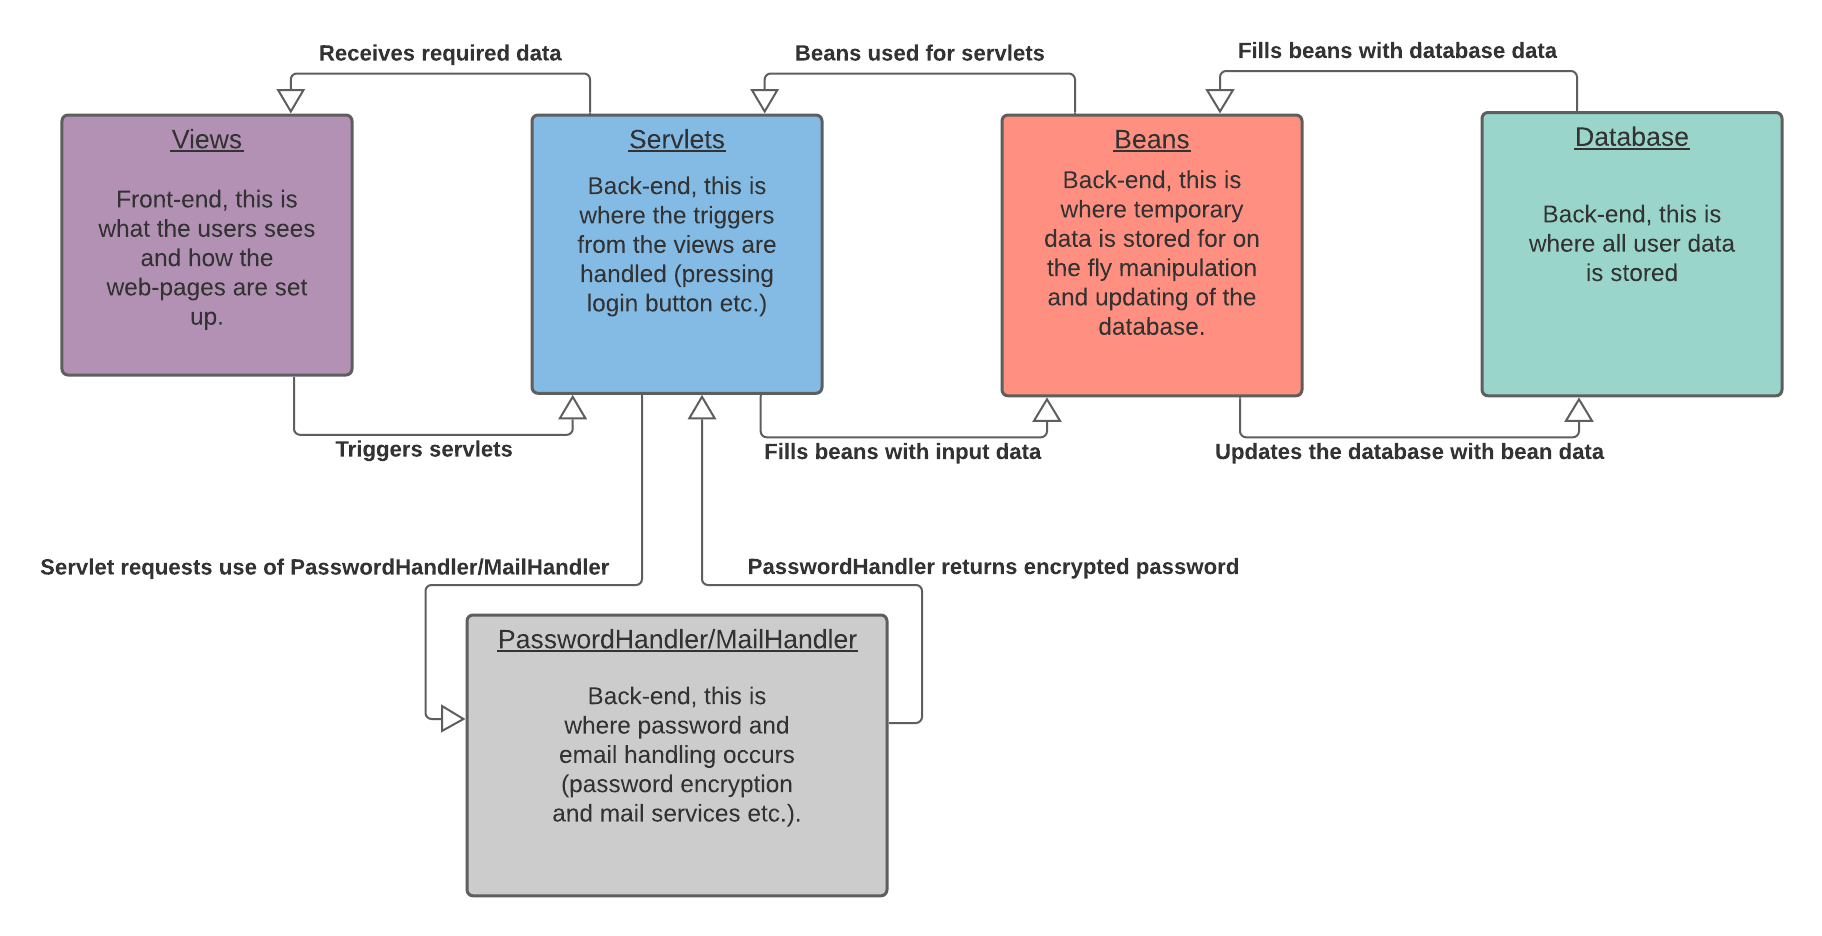 Receives required data
Beans used for servlets
Fills beans with database data
Views
Front-end, this is
what the users sees
and how the
web-pages are set
up.
Servlets
Back-end, this is
where the triggers
from the views are
handled (pressing
login button etc.)
Beans
Back-end, this is
where temporary
data is stored for on
the fly manipulation
and updating of the
database.
Database
Back-end, this is
where all user data
is stored
Triggers servlets
Fills beans with input data
Updates the database with bean data
Servlet requests use of PasswordHandler/MailHandler
PasswordHandler returns encrypted password
PasswordHandler/MailHandler
Back-end, this is
where password and
email handling occurs
(password encryption
and mail services etc.).